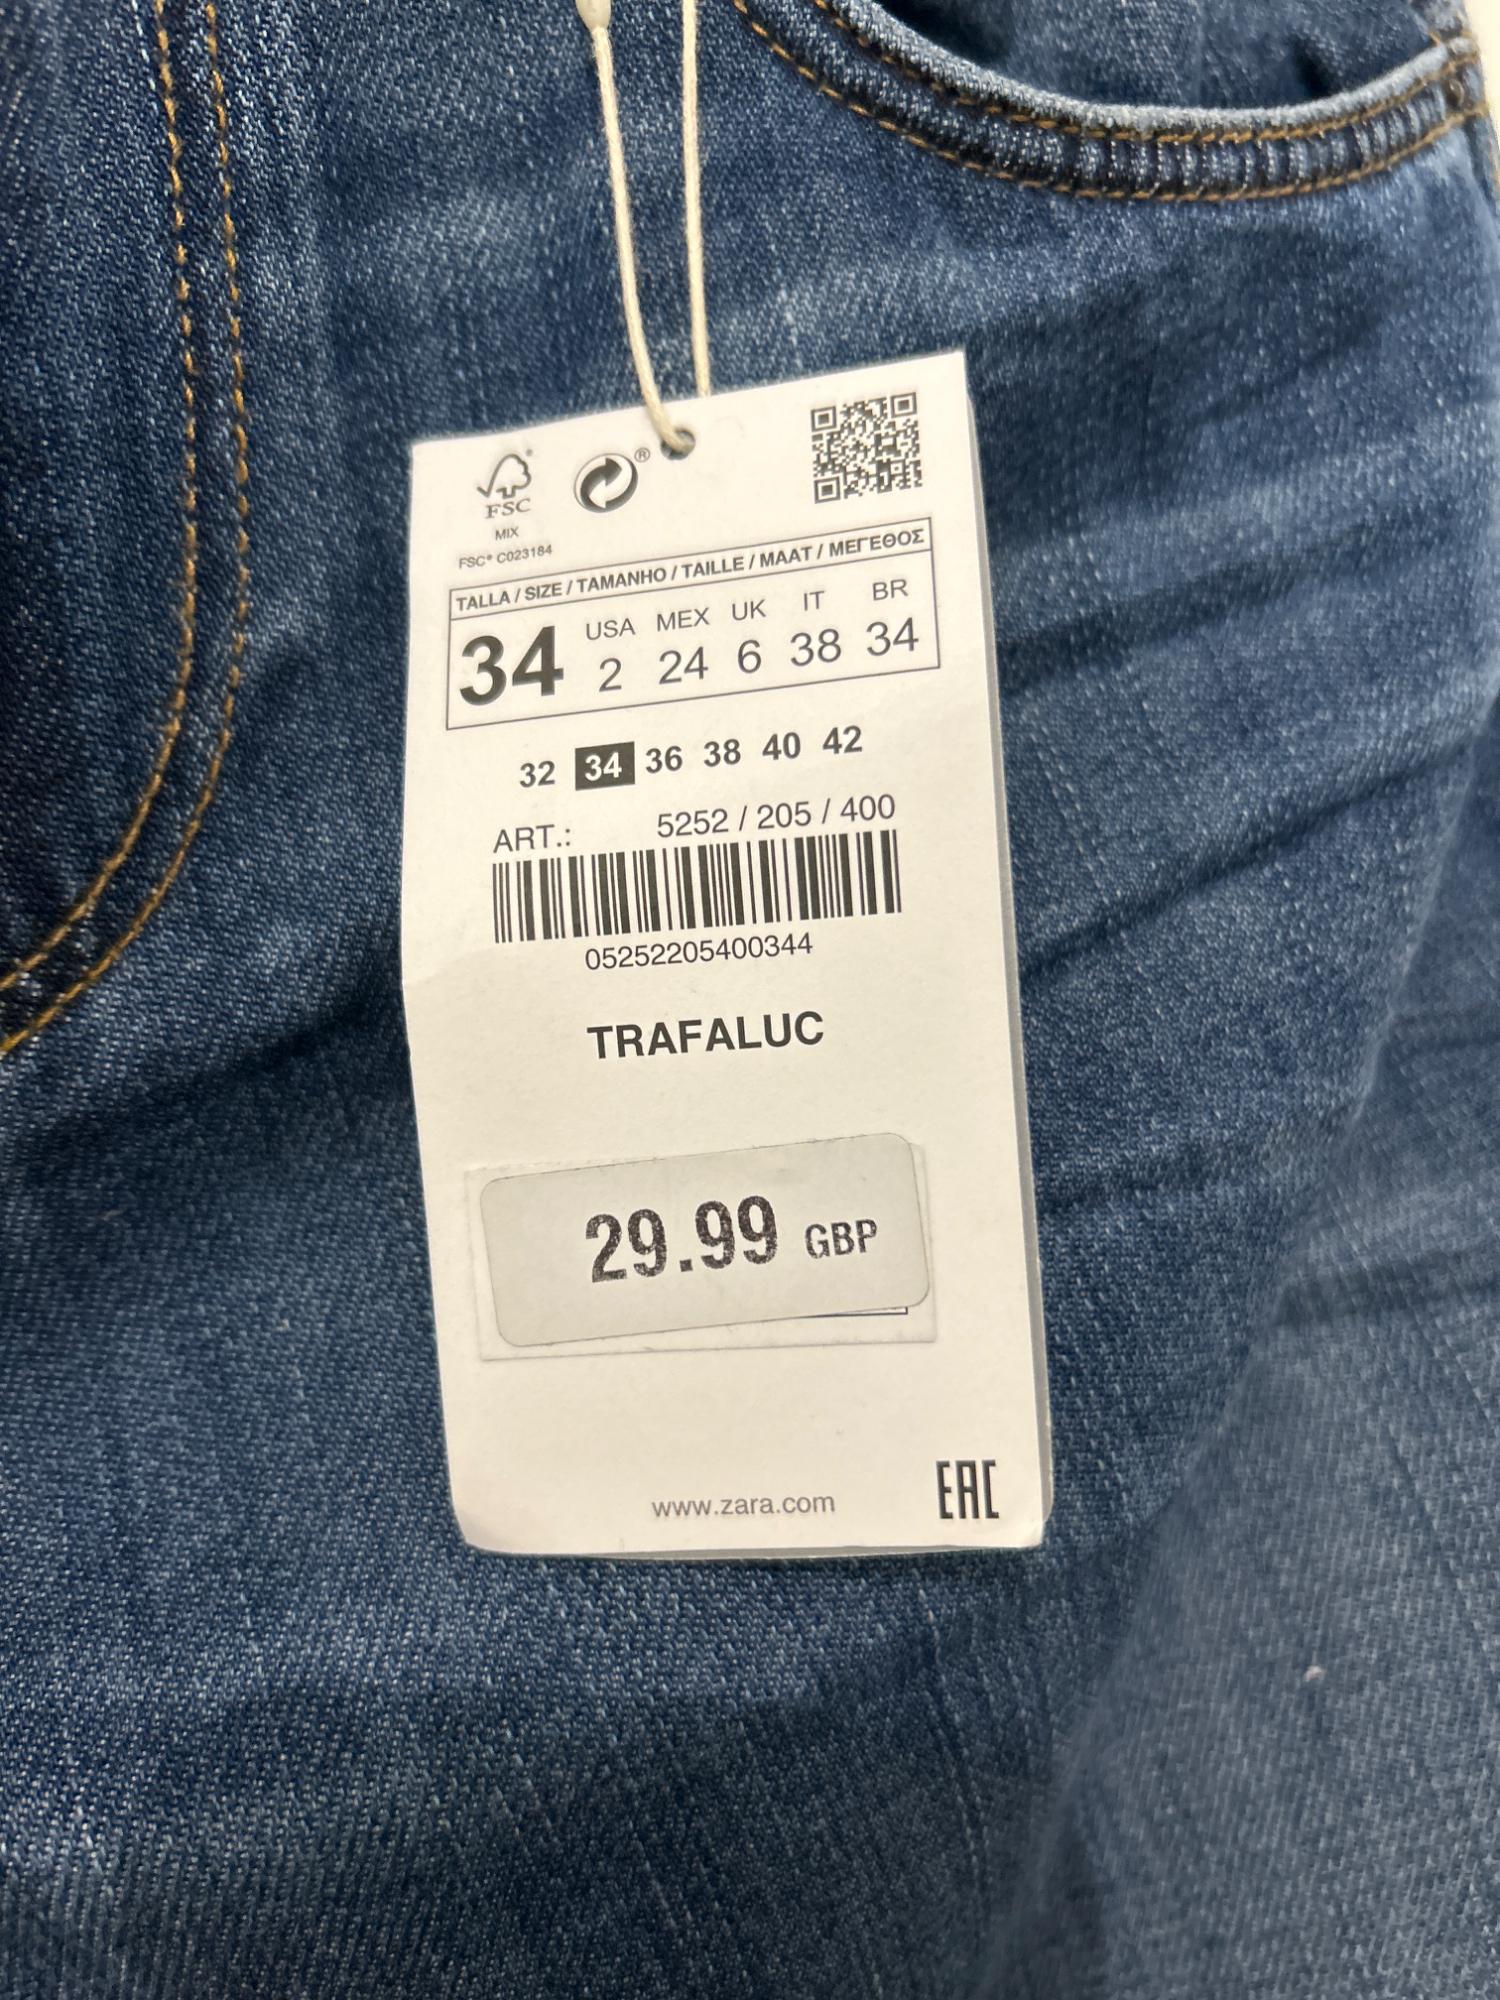 FSC
MIX
FSC® C023184
®
TALLA / SIZE / TAMANHO / TAILLE / MAAT / ΜΕΓΕΘΟΣ
34 USA MEX UK IT BR
2 24 6 38 34
32 34 36 38 40 42
ART.: 5252 / 205 / 400
05252205400344
TRAFALUC
29.99 GBP
www.zara.com
EAC